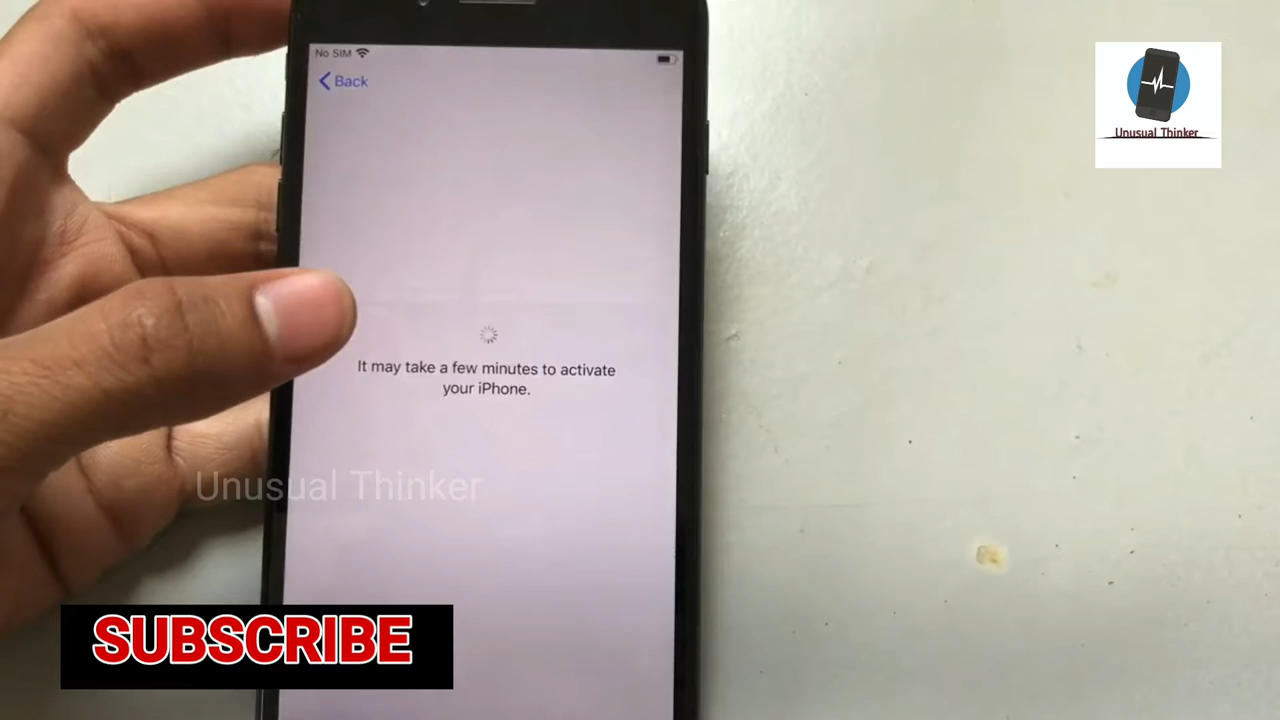 No SIM
Back
Unusual Thinker
It may take a few minutes to activate
your iPhone.
Unusual Thinker
SUBSCRIBE